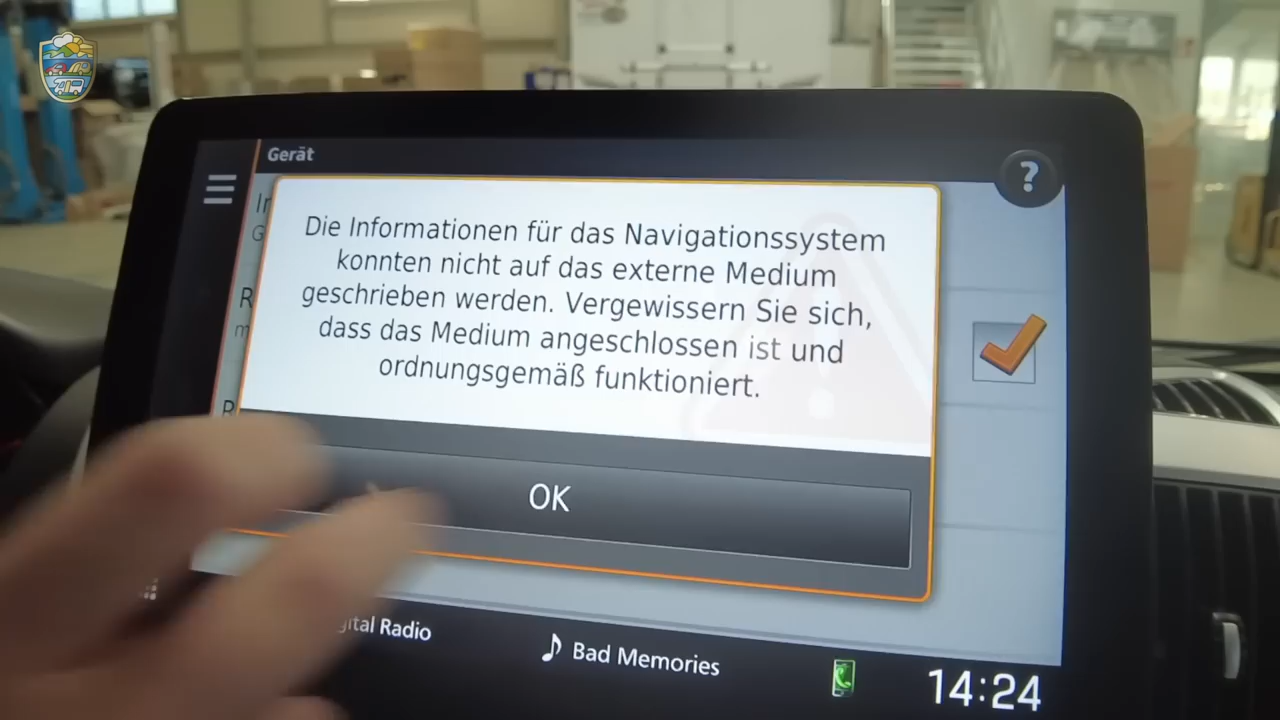 Gerät
?
Die Informationen für das Navigationssystem
konnten nicht auf das externe Medium
geschrieben werden. Vergewissern Sie sich,
dass das Medium angeschlossen ist und
ordnungsgemäß funktioniert.
OK
Radio
Bad Memories
14:24